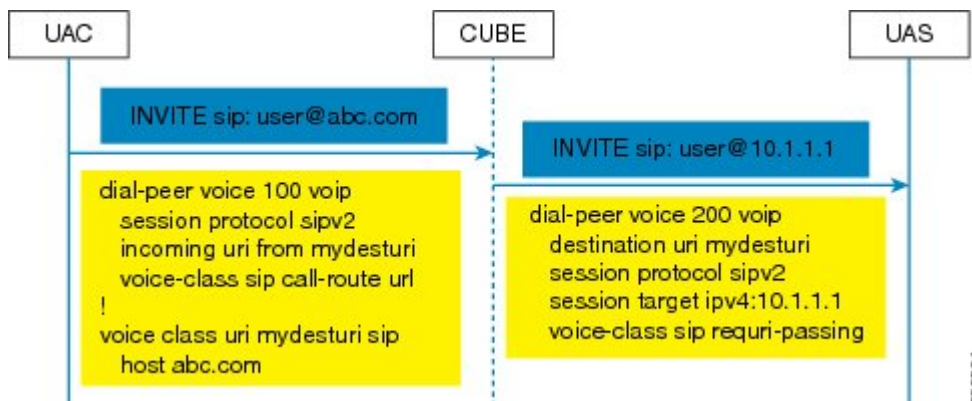 UAC
CUBE
UAS
INVITE sip: user@abc.com
INVITE sip: user@10.1.1.1
dial-peer voice 100 voip
session protocol sipv2
incoming uri from mydesturi
voice-class sip call-route url
!
voice class uri mydesturi sip
host abc.com
dial-peer voice 200 voip
destination uri mydesturi
session protocol sipv2
session target ipv4:10.1.1.1
voice-class sip requri-passing